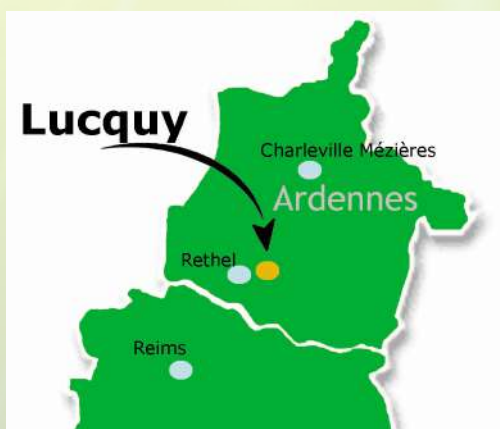 Lucquy
Charleville Mézières
Ardennes
Rethel
Reims